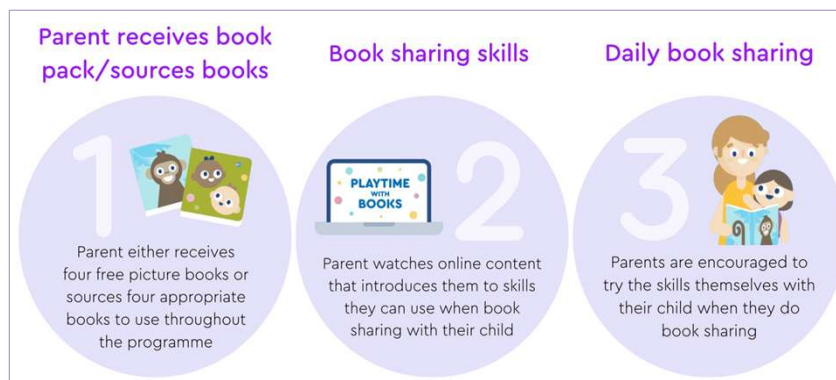 Parent receives book
pack/sources books
1
Parent either receives
four free picture books or
sources four appropriate
books to use throughout
the programme
Book sharing skills
PLAYTIME
WITH
BOOKS
2
Parent watches online content
that introduces them to skills
they can use when book
sharing with their child
Daily book sharing
3
Parents are encouraged to
try the skills themselves with
their child when they do
book sharing